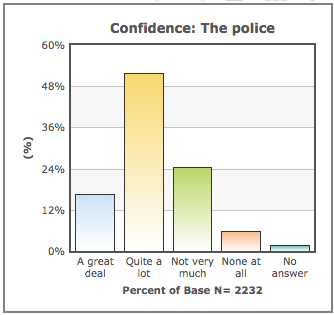 Confidence: The police
60%
48%
36%
24%
12%
0%
(%)
A great deal
Quite a lot
Not very much
None at all
No answer
Percent of Base N= 2232